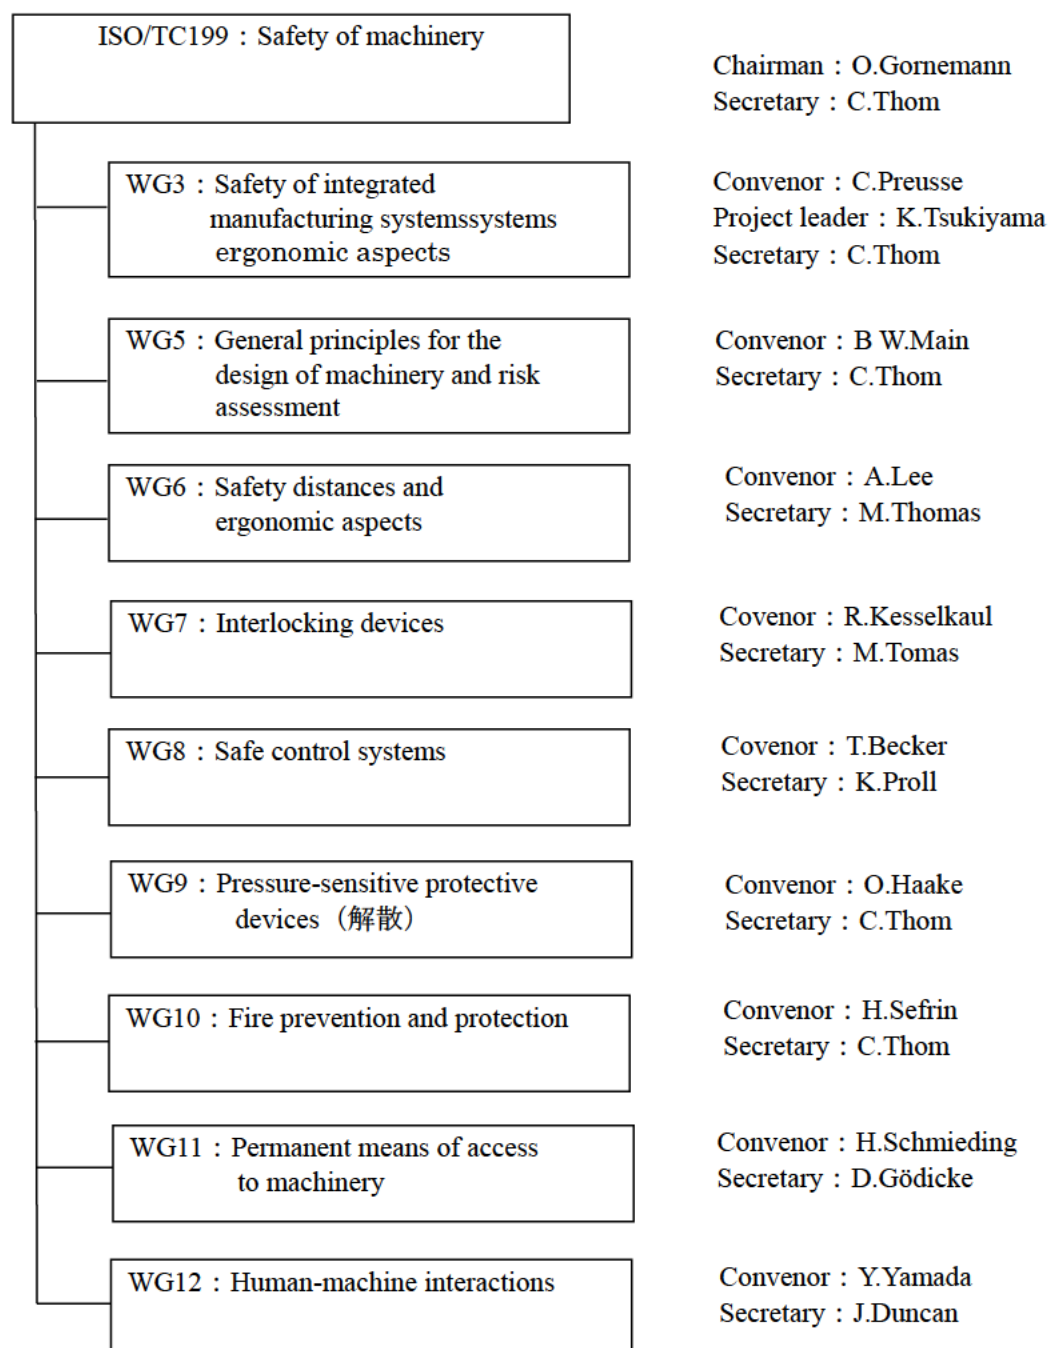 ISO/TC199：Safety of machinery
Chairman：O.Gornemann
Secretary：C.Thom
WG3：Safety of integrated
manufacturing systemssystems
ergonomic aspects
Convenor：C.Preusse
Project leader：K.Tsukiyama
Secretary：C.Thom
WG5：General principles for the
design of machinery and risk
assessment
Convenor：B W.Main
Secretary：C.Thom
WG6：Safety distances and
ergonomic aspects
Convenor：A.Lee
Secretary：M.Thomas
WG7：Interlocking devices
Covenor：R.Kesselkaul
Secretary：M.Tomas
WG8：Safe control systems
Covenor：T.Becker
Secretary：K.Proll
WG9：Pressure-sensitive protective
devices（解散）
Convenor：O.Haake
Secretary：C.Thom
WG10：Fire prevention and protection
Convenor：H.Sefrin
Secretary：C.Thom
WG11：Permanent means of access
to machinery
Convenor：H.Schmieding
Secretary：D.Gödicke
WG12：Human-machine interactions
Convenor：Y.Yamada
Secretary：J.Duncan